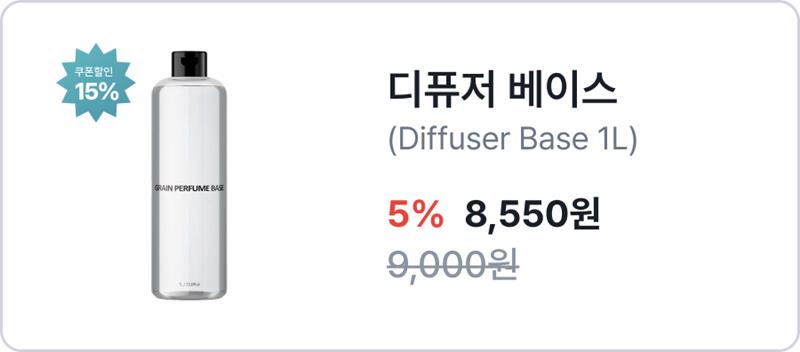 쿠폰할인
15%
GRAIN PERFUME BASE
디퓨저 베이스
(Diffuser Base 1L)
5% 8,550원
9,000원